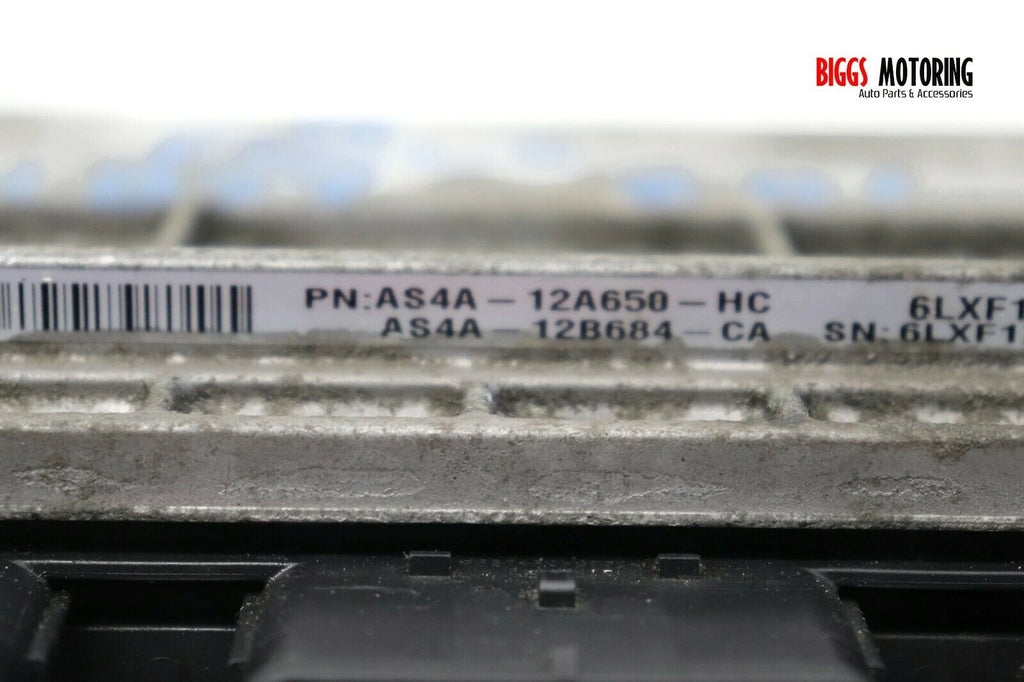 BIGGS MOTORING
Auto Parts & Accessories
PN:AS4A-12A650-HC 6LXF1
AS4A-12B684-CA SN:6LXF1